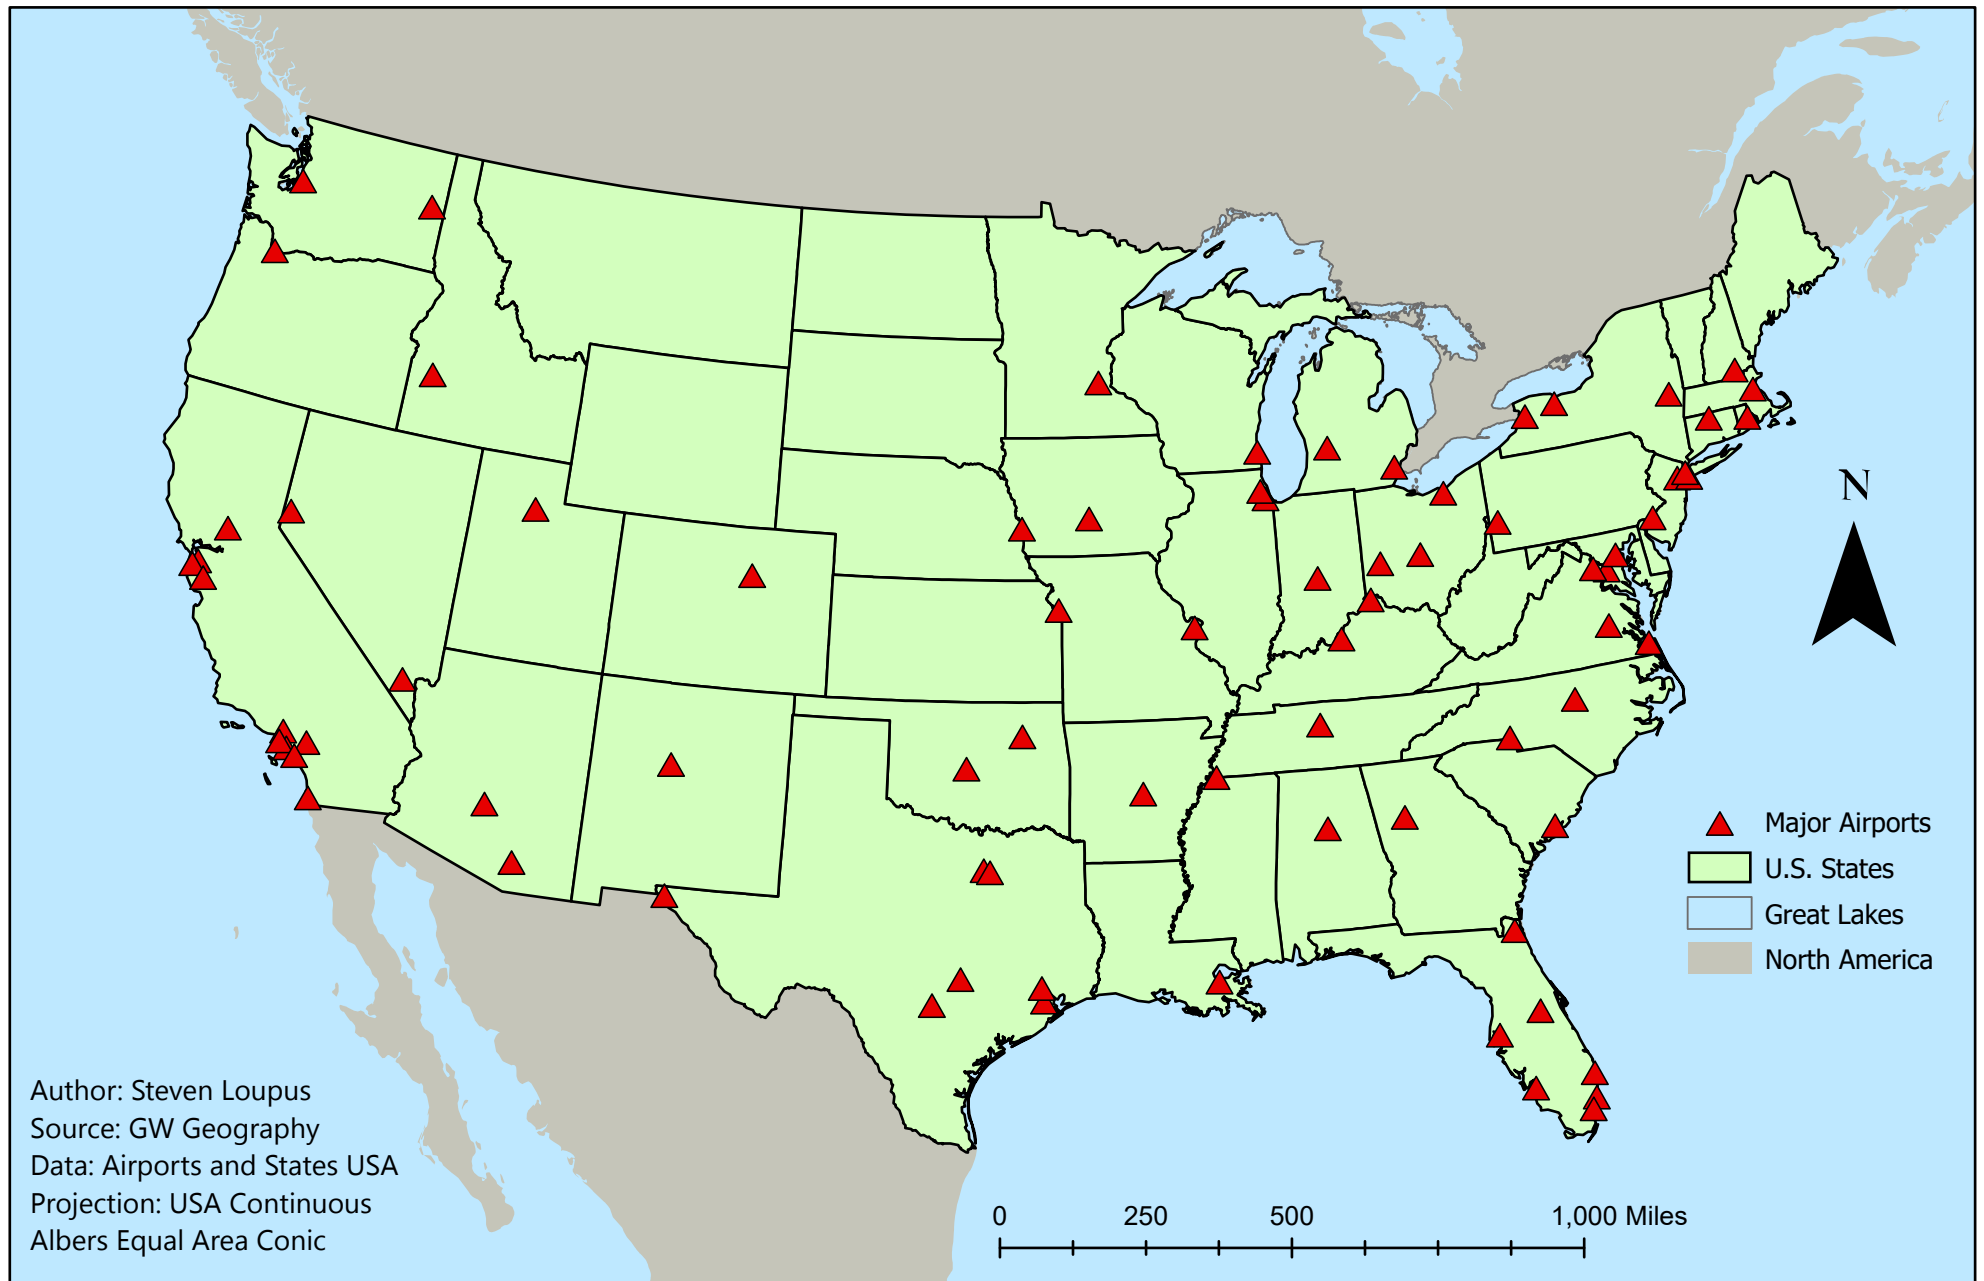 N
Major Airports
U.S. States
Great Lakes
North America
Author: Steven Loupus
Source: GW Geography
Data: Airports and States USA
Projection: USA Continuous
Albers Equal Area Conic
0 250 500 1,000 Miles